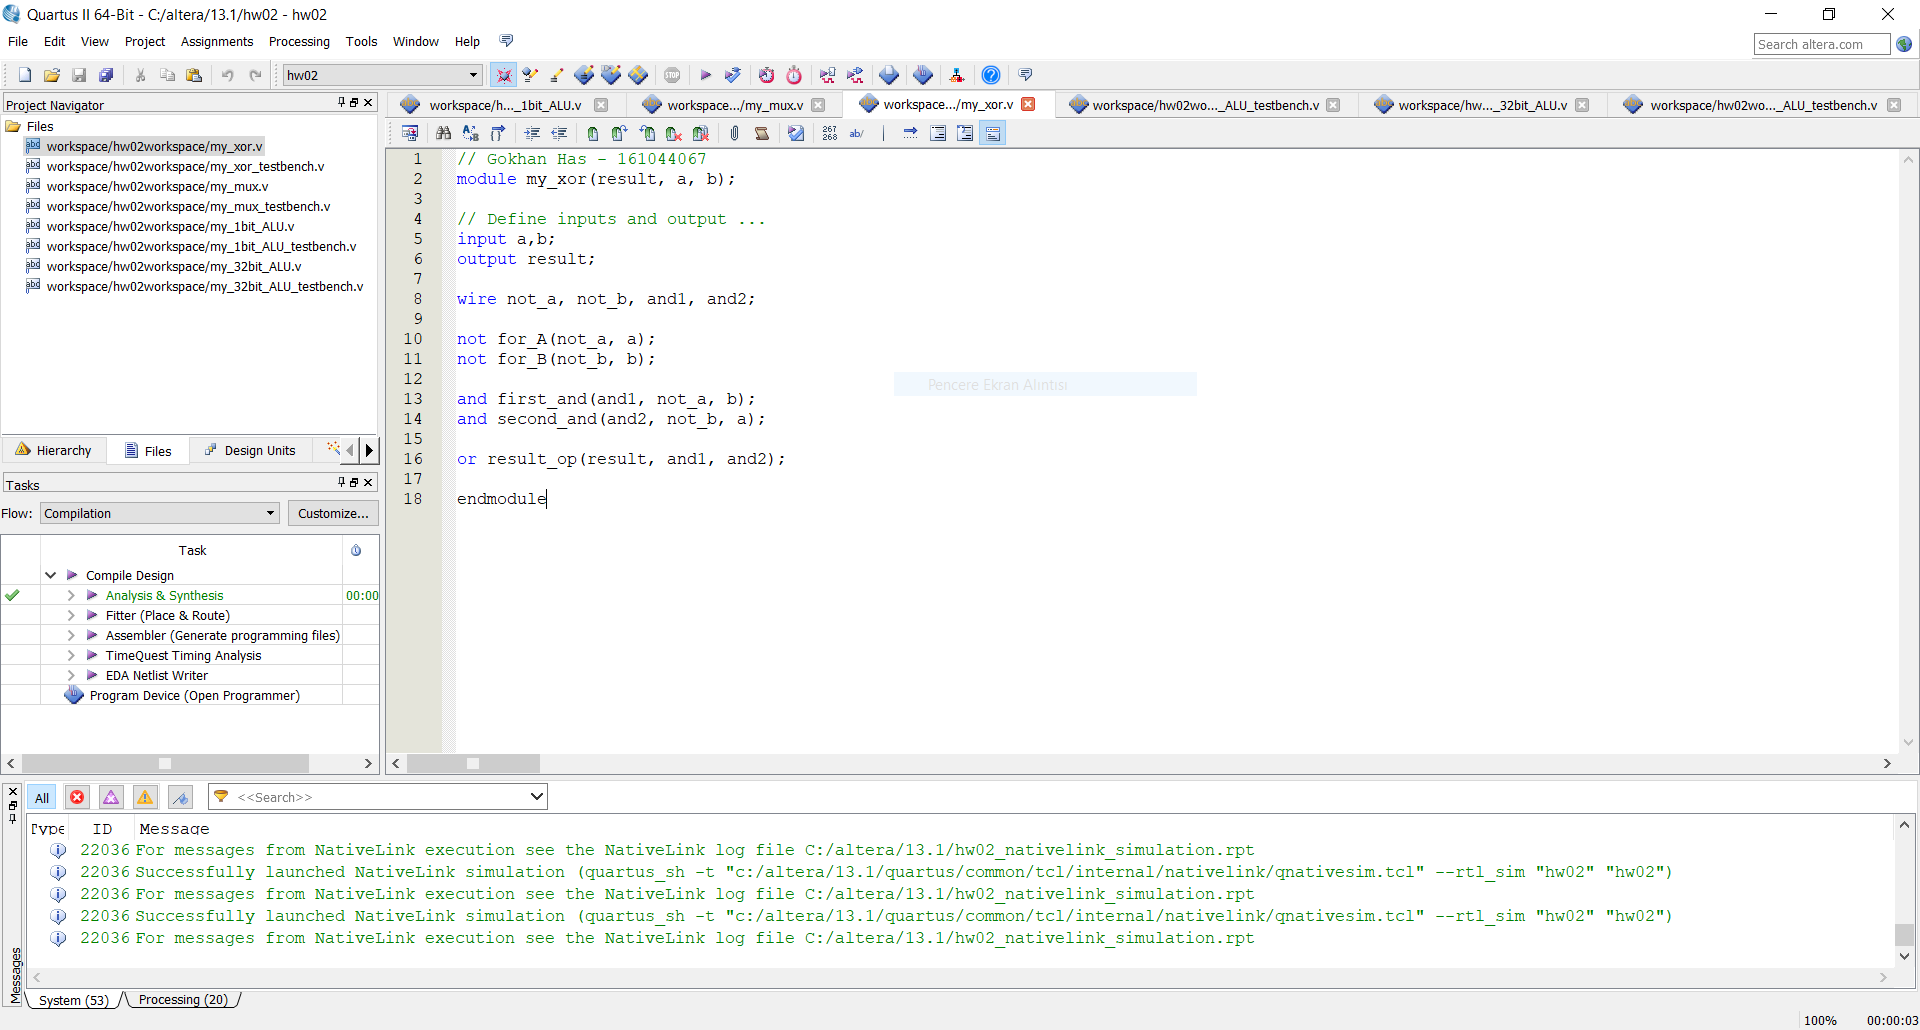 Quartus II 64-Bit - C:/altera/13.1/hw02 - hw02
File Edit View Project Assignments Processing Tools Window Help
Search altera.com
hw02
STOP
Project Navigator
Files
workspace/hw02workspace/my_xor.v
workspace/hw02workspace/my_xor_testbench.v
workspace/hw02workspace/my_mux.v
workspace/hw02workspace/my_mux_testbench.v
workspace/hw02workspace/my_1bit_ALU.v
workspace/hw02workspace/my_1bit_ALU_testbench.v
workspace/hw02workspace/my_32bit_ALU.v
workspace/hw02workspace/my_32bit_ALU_testbench.v
Hierarchy Files Design Units
Tasks
Flow: Compilation Customize...
Task
Compile Design
Analysis & Synthesis 00:00
Fitter (Place & Route)
Assembler (Generate programming files)
TimeQuest Timing Analysis
EDA Netlist Writer
Program Device (Open Programmer)
workspace/h..._1bit_ALU.v workspace.../my_mux.v workspace.../my_xor.v workspace/hw02wo..._ALU_testbench.v workspace/hw..._32bit_ALU.v workspace/hw02wo..._ALU_testbench.v
267
268 ab/
1 // Gokhan Has - 161044067
2 module my_xor(result, a, b);
3
4 // Define inputs and output ...
5 input a,b;
6 output result;
7
8 wire not_a, not_b, and1, and2;
9
10 not for_A(not_a, a);
11 not for_B(not_b, b);
12
13 and first_and(and1, not_a, b);
14 and second_and(and2, not_b, a);
15
16 or result_op(result, and1, and2);
17
18 endmodule
Pencere Ekran Alıntısı
All <<Search>>
Type ID Message
22036 For messages from NativeLink execution see the NativeLink log file C:/altera/13.1/hw02_nativelink_simulation.rpt
22036 Successfully launched NativeLink simulation (quartus_sh -t "c:/altera/13.1/quartus/common/tcl/internal/nativelink/qnativesim.tcl" --rtl_sim "hw02" "hw02")
22036 For messages from NativeLink execution see the NativeLink log file C:/altera/13.1/hw02_nativelink_simulation.rpt
22036 Successfully launched NativeLink simulation (quartus_sh -t "c:/altera/13.1/quartus/common/tcl/internal/nativelink/qnativesim.tcl" --rtl_sim "hw02" "hw02")
22036 For messages from NativeLink execution see the NativeLink log file C:/altera/13.1/hw02_nativelink_simulation.rpt
Messages
System (53) Processing (20)
100% 00:00:03